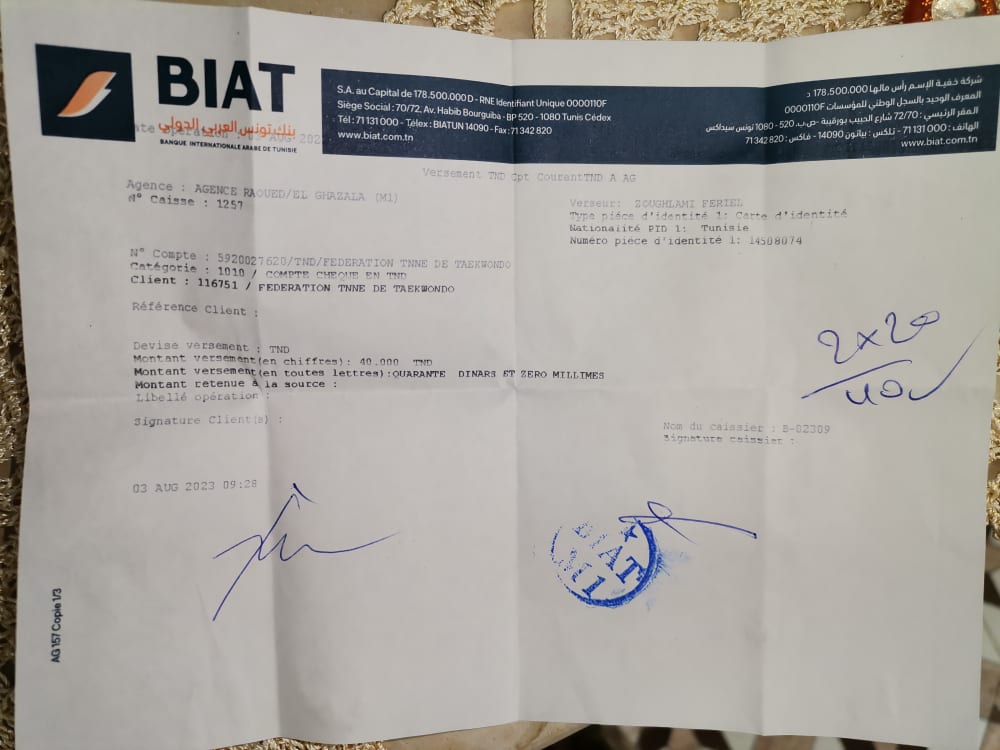 BIAT
بنك تونس العربي الدولي
BANQUE INTERNATIONALE ARABE DE TUNISIE
S.A. au Capital de 178.500.000 D - RNE Identifiant Unique 0000110F
Siège Social : 70/72, Av. Habib Bourguiba - BP 520 - 1080 Tunis Cédex
Tél : 71 131 000 - Télex : BIATUN 14090 - Fax : 71 342 820
www.biat.com.tn
شركة خفية الإسم رأس مالها 178.500.000 د
المعرف الوحيد بالسجل الوطني للمؤسسات 0000110F
المقر الرئيسي : 72/70 شارع الحبيب بورقيبة -ص.ب. 520 - 1080 تونس سيداكس
الهاتف : 71131 000 - تلكس : بياتون 14090 - فاكس : 71 342 820
www.biat.com.tn
Versement TND Cpt CourantTND A AG
Agence : AGENCE RAOUED/EL GHAZALA (M1)
N° Caisse : 1257
Verseur: ZOUGHLAMI FERIEL
Type piéce d'identité 1: Carte d'identité
Nationalité PID 1: Tunisie
Numéro piéce d'identité 1: 14508074
N° Compte : 5920027620/TND/FEDERATION TNNE DE TAEKWONDO
Catégorie : 1010 / COMPTE CHEQUE EN TND
Client : 116751 / FEDERATION TNNE DE TAEKWONDO
Référence Client :
2x20
40
Devise versement : TND
Montant versement(en chiffres): 40.000 TND
Montant versement(en toutes lettres):QUARANTE DINARS ET ZERO MILLIMES
Montant retenue à la source :
Libellé opération :
Signature Client(s) :
Nom du caissier : B-02309
Signature caissier :
03 AUG 2023 09:28
BIAT
M1
AG 157 Copie 1/3